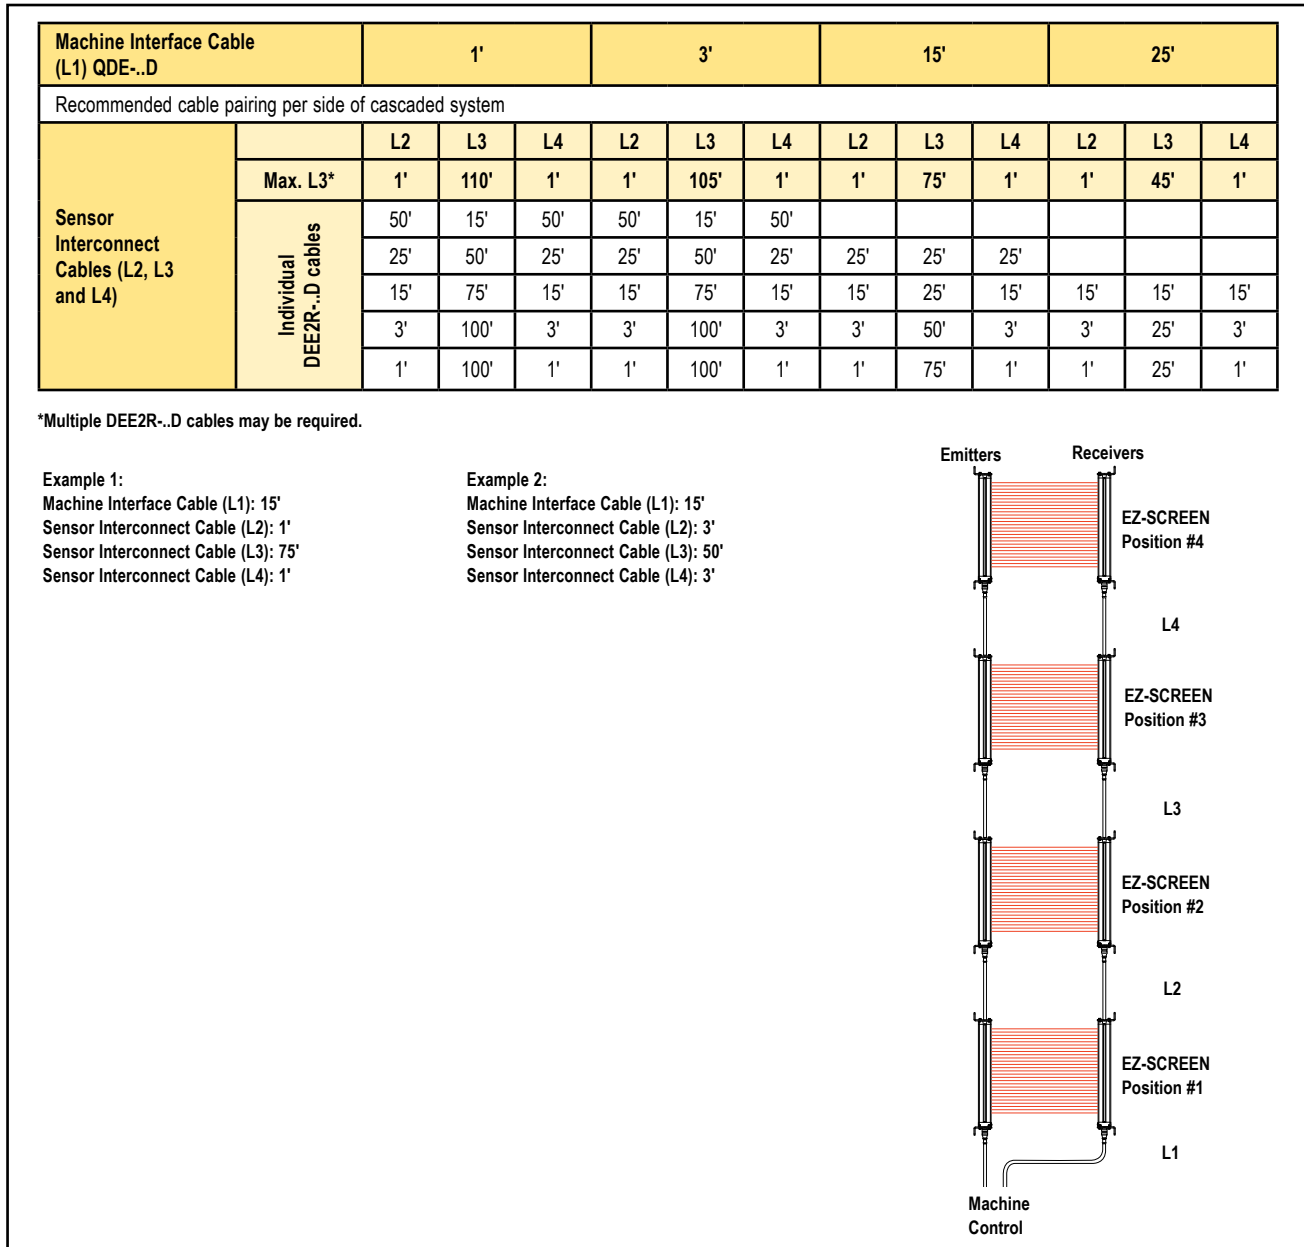 Machine Interface Cable
(L1) QDE-..D
1' 3' 15' 25'
Recommended cable pairing per side of cascaded system
Sensor
Interconnect
Cables (L2, L3
and L4)
L2 L3 L4 L2 L3 L4 L2 L3 L4 L2 L3 L4
Max. L3* 1' 110' 1' 1' 105' 1' 1' 75' 1' 1' 45' 1'
Individual
DEE2R-..D cables
50' 15' 50' 50' 15' 50'
25' 50' 25' 25' 50' 25' 25' 25' 25'
15' 75' 15' 15' 75' 15' 15' 25' 15' 15' 15' 15'
3' 100' 3' 3' 100' 3' 3' 50' 3' 3' 25' 3'
1' 100' 1' 1' 100' 1' 1' 75' 1' 1' 25' 1'
*Multiple DEE2R-..D cables may be required.
Example 1:
Machine Interface Cable (L1): 15'
Sensor Interconnect Cable (L2): 1'
Sensor Interconnect Cable (L3): 75'
Sensor Interconnect Cable (L4): 1'
Example 2:
Machine Interface Cable (L1): 15'
Sensor Interconnect Cable (L2): 3'
Sensor Interconnect Cable (L3): 50'
Sensor Interconnect Cable (L4): 3'
Emitters Receivers
EZ-SCREEN
Position #4
L4
EZ-SCREEN
Position #3
L3
EZ-SCREEN
Position #2
L2
EZ-SCREEN
Position #1
L1
Machine
Control